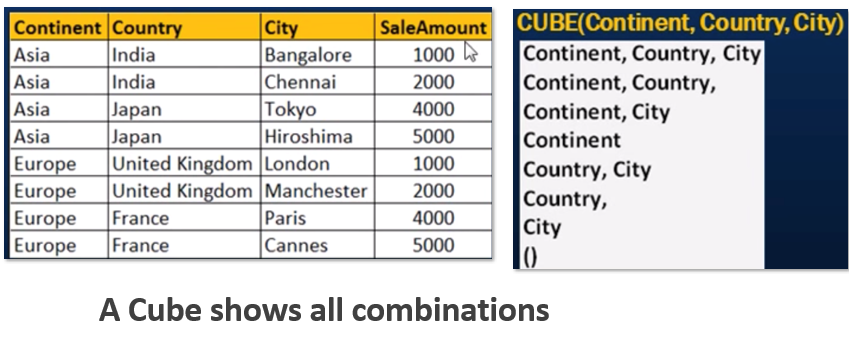 Continent Country City SaleAmount
Asia India Bangalore 1000
Asia India Chennai 2000
Asia Japan Tokyo 4000
Asia Japan Hiroshima 5000
Europe United Kingdom London 1000
Europe United Kingdom Manchester 2000
Europe France Paris 4000
Europe France Cannes 5000
CUBE(Continent, Country, City)
Continent, Country, City
Continent, Country,
Continent, City
Continent
Country, City
Country,
City
()
A Cube shows all combinations